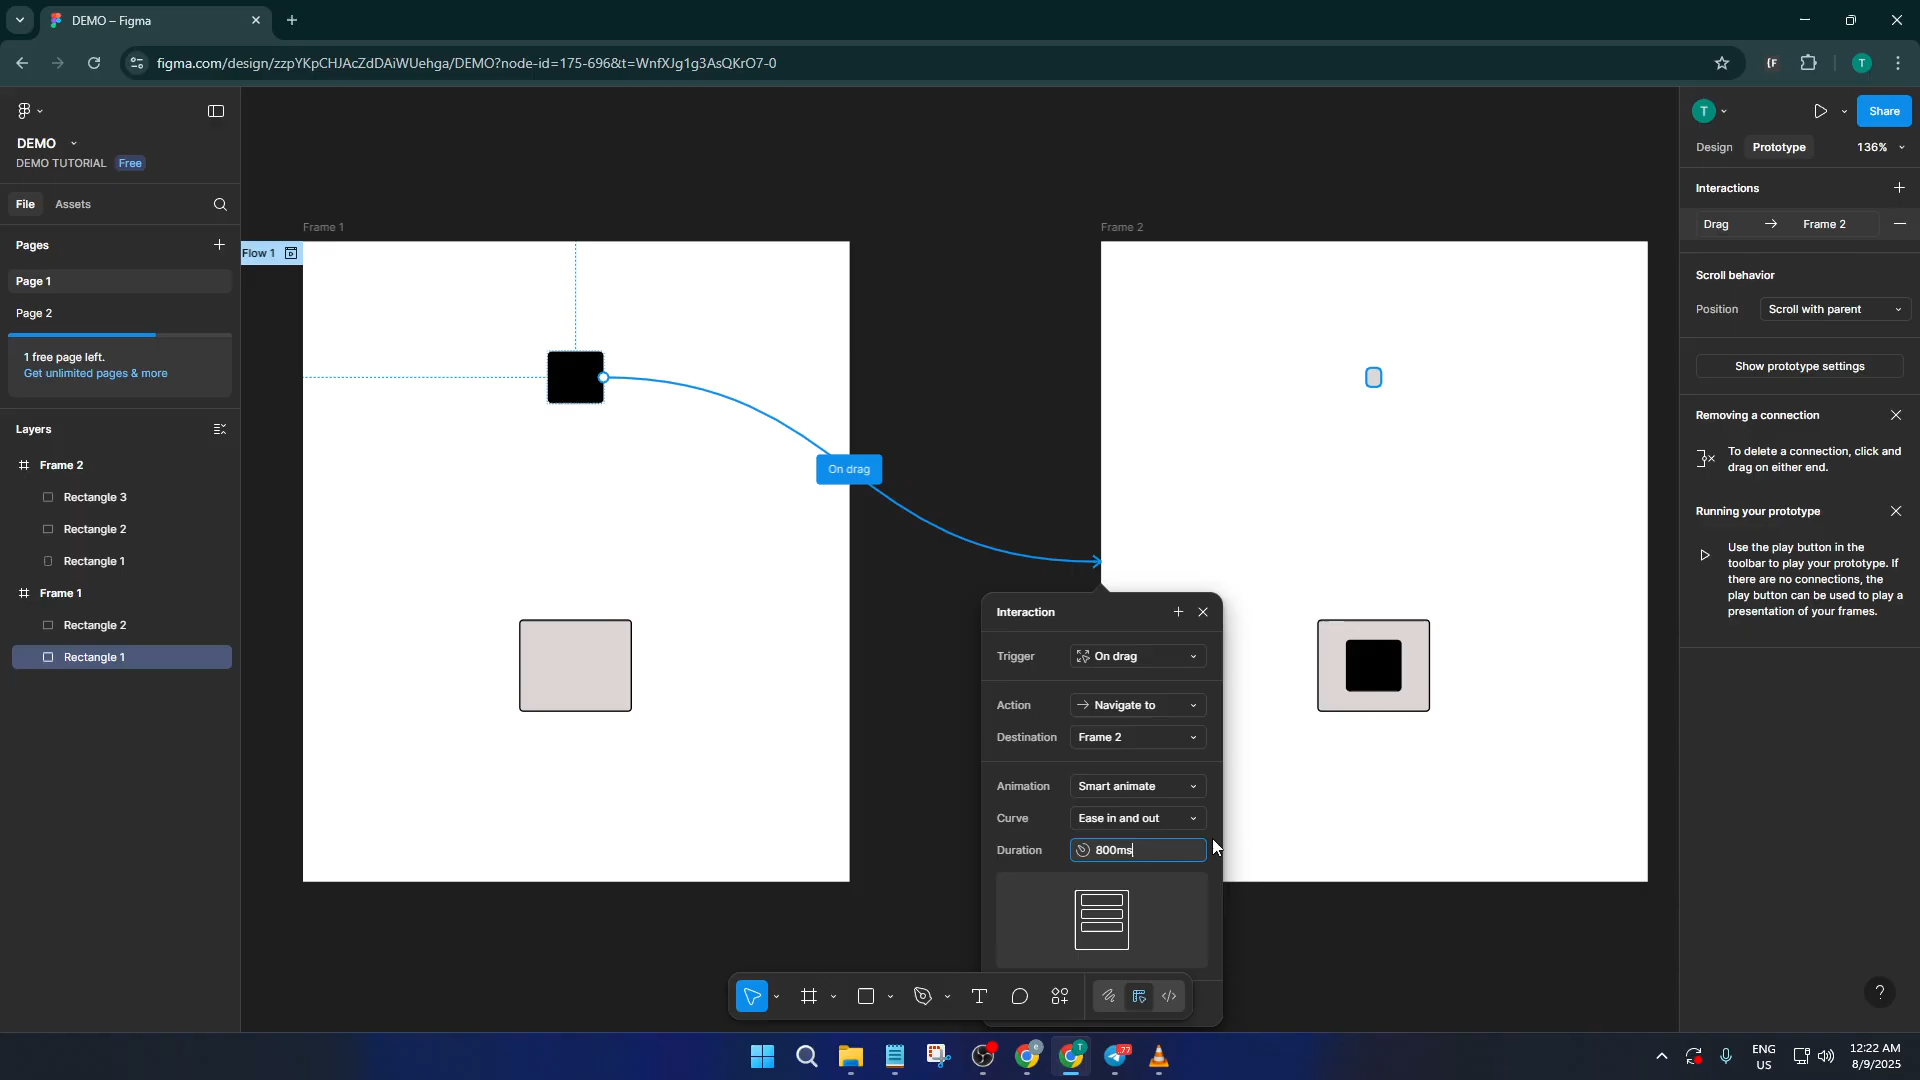 DEMO – Figma
figma.com/design/zzpYKpCHJAcZdDAiWUehga/DEMO?node-id=175-696&t=WnfXJg1g3AsQKrO7-0
T
DEMO
DEMO TUTORIAL Free
File Assets
Pages
Page 1
Page 2
1 free page left.
Get unlimited pages & more
Layers
Frame 2
Rectangle 3
Rectangle 2
Rectangle 1
Frame 1
Rectangle 2
Rectangle 1
Frame 1
Flow 1
On drag
Frame 2
Interaction
Trigger On drag
Action Navigate to
Destination Frame 2
Animation Smart animate
Curve Ease in and out
Duration 800ms
T
Share
Design Prototype 136%
Interactions
Drag Frame 2
Scroll behavior
Position Scroll with parent
Show prototype settings
Removing a connection
To delete a connection, click and
drag on either end.
Running your prototype
Use the play button in the
toolbar to play your prototype. If
there are no connections, the
play button can be used to play a
presentation of your frames.
?
e
T
77
ENG
US
12:22 AM
8/9/2025